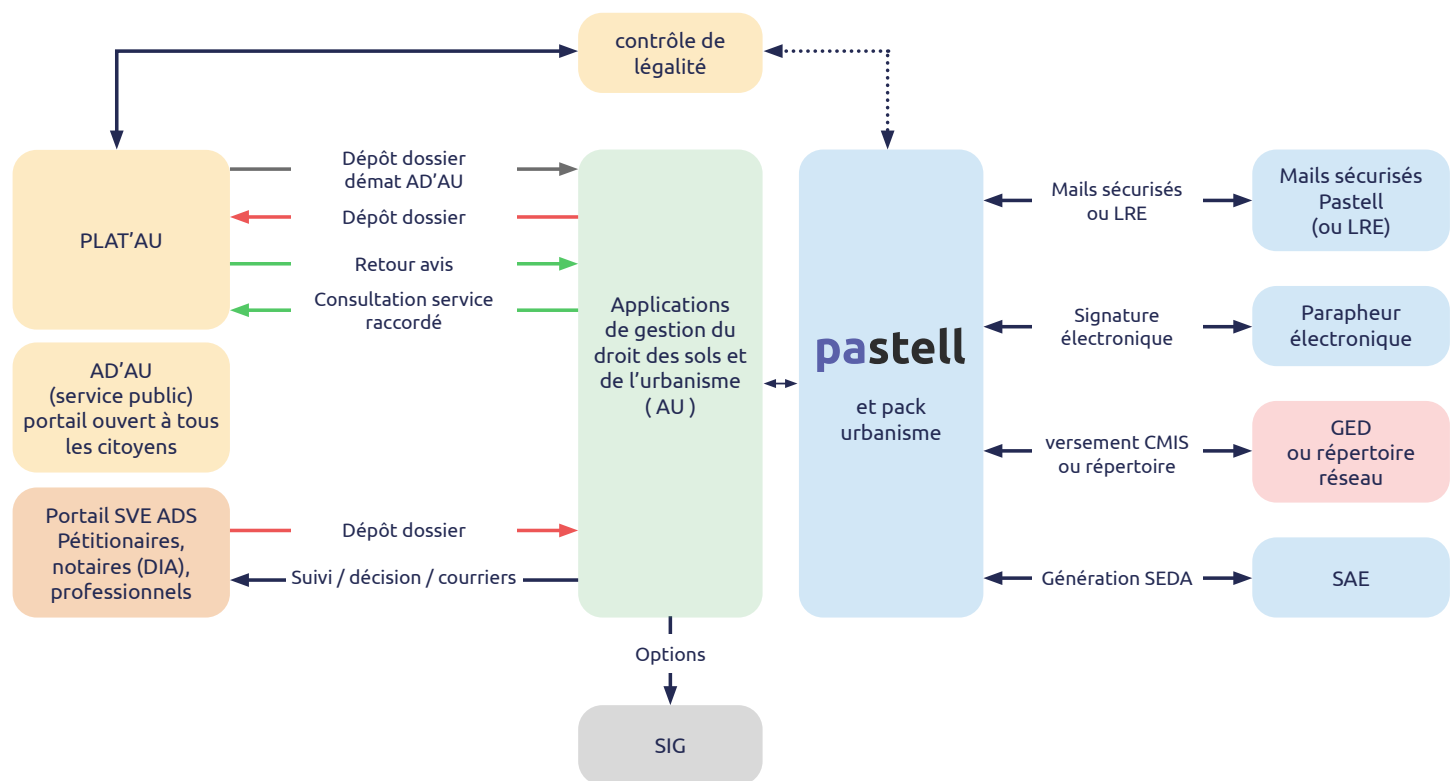 contrôle de
légalité
PLAT'AU
Dépôt dossier
démat AD'AU
Dépôt dossier
Retour avis
Consultation service
raccordé
AD'AU
(service public)
portail ouvert à tous
les citoyens
Portail SVE ADS
Pétitionaires,
notaires (DIA),
professionnels
Dépôt dossier
Suivi / décision / courriers
Applications
de gestion du
droit des sols et
de l'urbanisme
( AU )
Options
SIG
pastell
et pack
urbanisme
Mails sécurisés
ou LRE
Mails sécurisés
Pastell
(ou LRE)
Signature
électronique
Parapheur
électronique
versement CMIS
ou répertoire
GED
ou répertoire
réseau
Génération SEDA
SAE